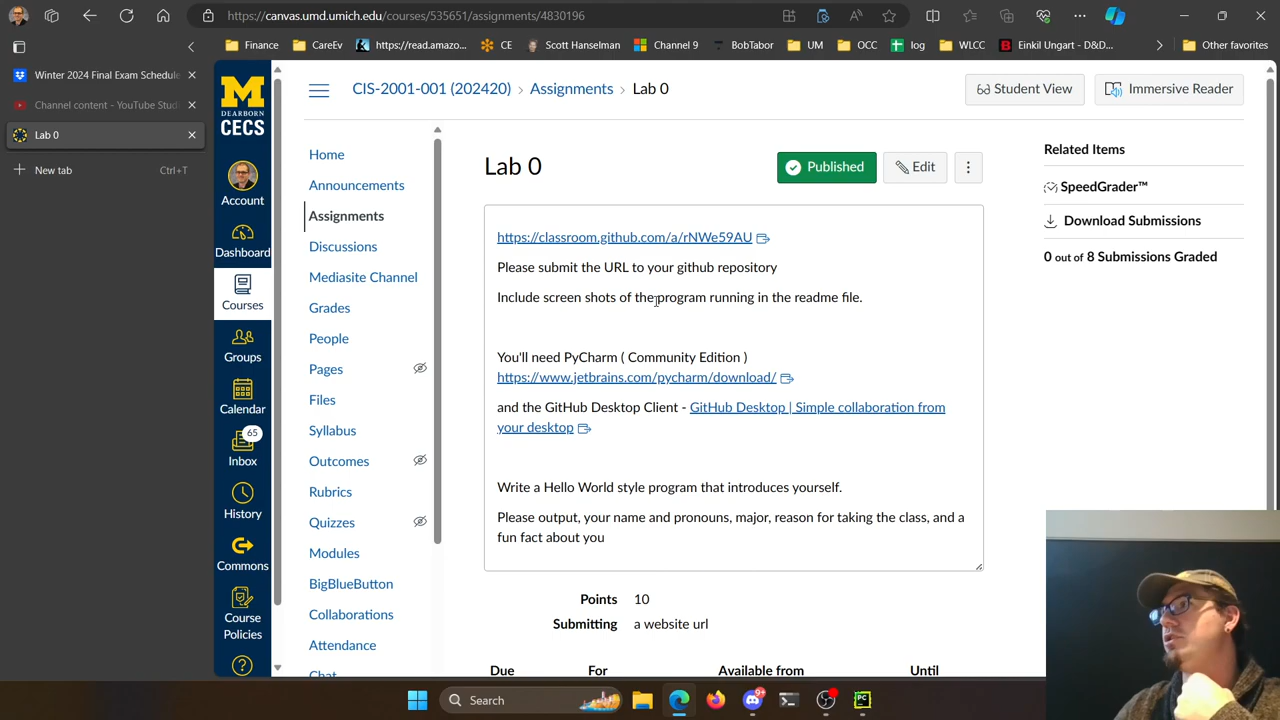 https://canvas.umd.umich.edu/courses/535651/assignments/4830196
Finance
CareEv
https://read.amazo...
CE
Scott Hanselman
Channel 9
BobTabor
UM
OCC
log
WLCC
Einkil Ungart - D&D...
Other favorites
Winter 2024 Final Exam Schedule
Channel content - YouTube Stud
Lab 0
New tab
Ctrl+T
M
DEARBORN
CECS
Account
Dashboard
Courses
Groups
Calendar
65
Inbox
History
Commons
Course
Policies
CIS-2001-001 (202420) › Assignments › Lab 0
Student View
Immersive Reader
Home
Announcements
Assignments
Discussions
Mediasite Channel
Grades
People
Pages
Files
Syllabus
Outcomes
Rubrics
Quizzes
Modules
BigBlueButton
Collaborations
Attendance
Chat
Lab 0
Published
Edit
https://classroom.github.com/a/rNWe59AU
Please submit the URL to your github repository
Include screen shots of the program running in the readme file.
You'll need PyCharm ( Community Edition )
https://www.jetbrains.com/pycharm/download/
and the GitHub Desktop Client - GitHub Desktop | Simple collaboration from
your desktop
Write a Hello World style program that introduces yourself.
Please output, your name and pronouns, major, reason for taking the class, and a
fun fact about you
Points 10
Submitting a website url
Due For Available from Until
Related Items
SpeedGrader™
Download Submissions
0 out of 8 Submissions Graded
Search
PC